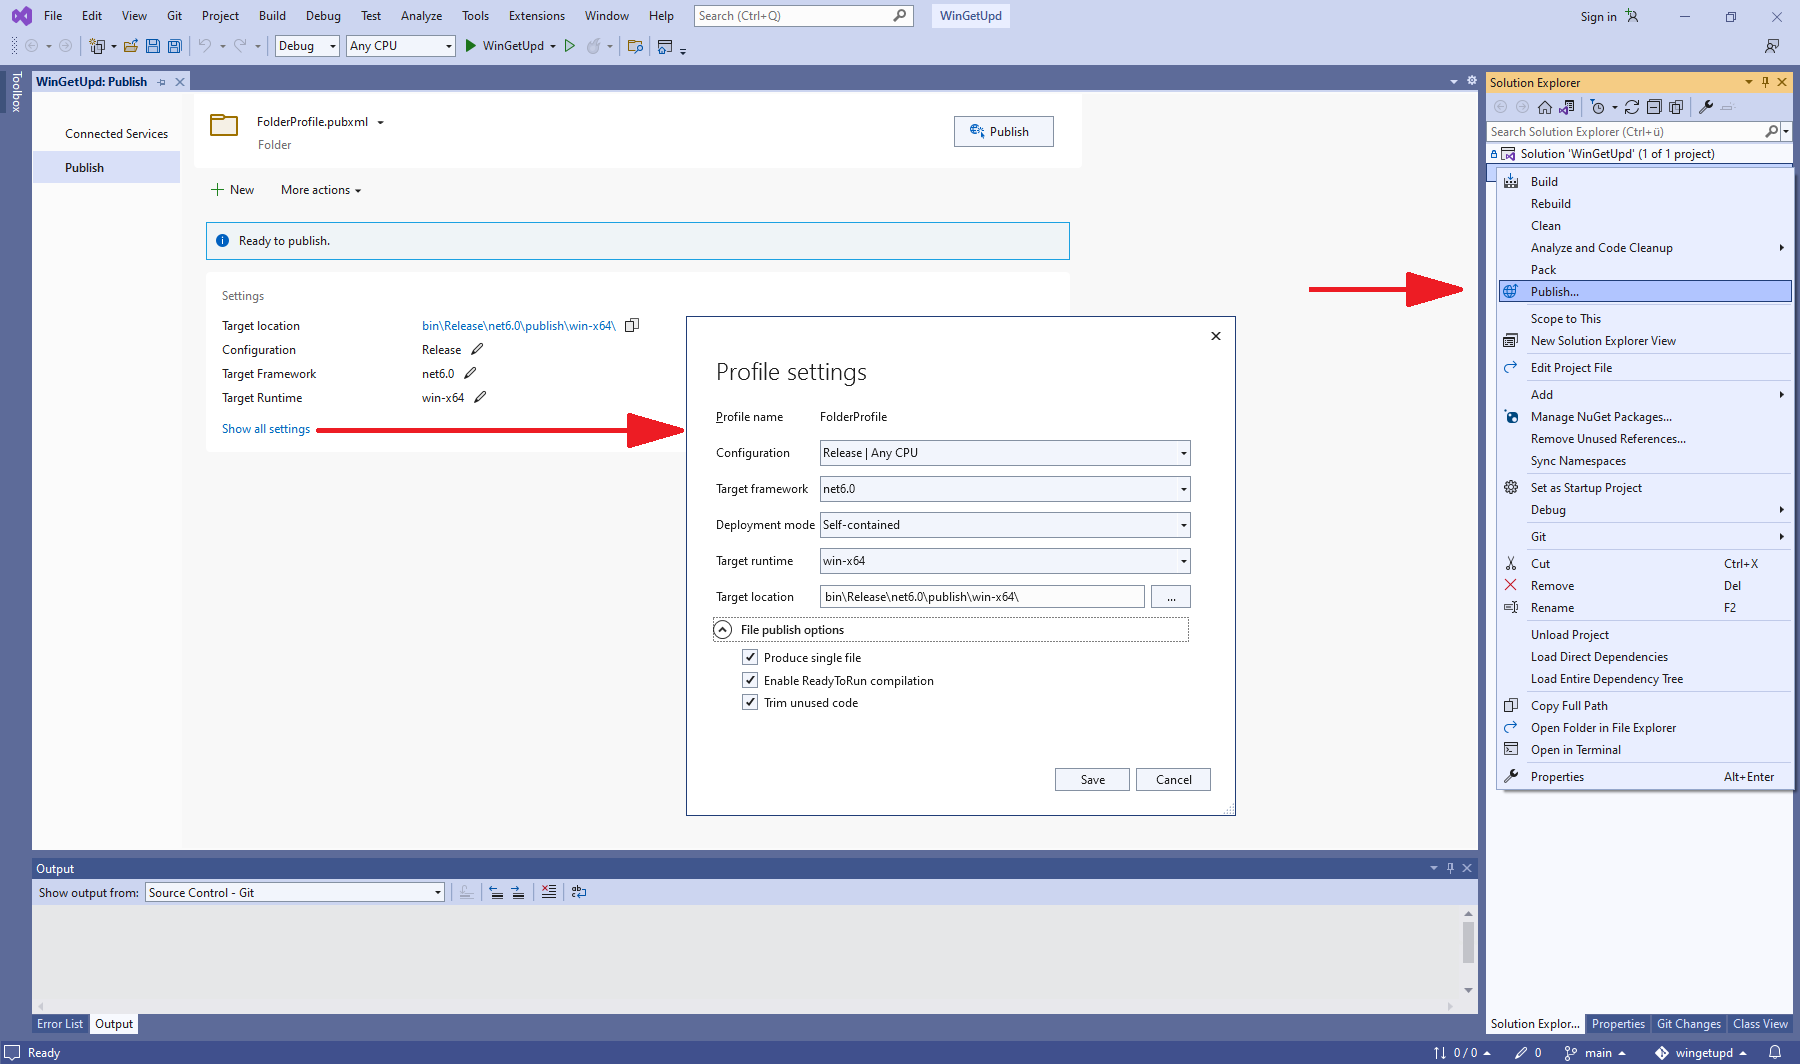 File Edit View Git Project Build Debug Test Analyze Tools Extensions Window Help Search (Ctrl+Q) WinGetUpd Sign in
Debug Any CPU WinGetUpd
Toolbox
WinGetUpd: Publish
Connected Services
Publish
FolderProfile.pubxml
Folder
Publish
New More actions
Ready to publish.
Settings
Target location bin\Release\net6.0\publish\win-x64\
Configuration Release
Target Framework net6.0
Target Runtime win-x64
Show all settings
Profile settings
Profile name FolderProfile
Configuration Release | Any CPU
Target framework net6.0
Deployment mode Self-contained
Target runtime win-x64
Target location bin\Release\net6.0\publish\win-x64\ ...
File publish options
Produce single file
Enable ReadyToRun compilation
Trim unused code
Save Cancel
Solution Explorer
Search Solution Explorer (Ctrl+ü)
Solution 'WinGetUpd' (1 of 1 project)
Build
Rebuild
Clean
Analyze and Code Cleanup
Pack
Publish...
Scope to This
New Solution Explorer View
Edit Project File
Add
Manage NuGet Packages...
Remove Unused References...
Sync Namespaces
Set as Startup Project
Debug
Git
Cut Ctrl+X
Remove Del
Rename F2
Unload Project
Load Direct Dependencies
Load Entire Dependency Tree
Copy Full Path
Open Folder in File Explorer
Open in Terminal
Properties Alt+Enter
Output
Show output from: Source Control - Git
Error List Output
Solution Explor... Properties Git Changes Class View
Ready 0 / 0 0 main wingetupd